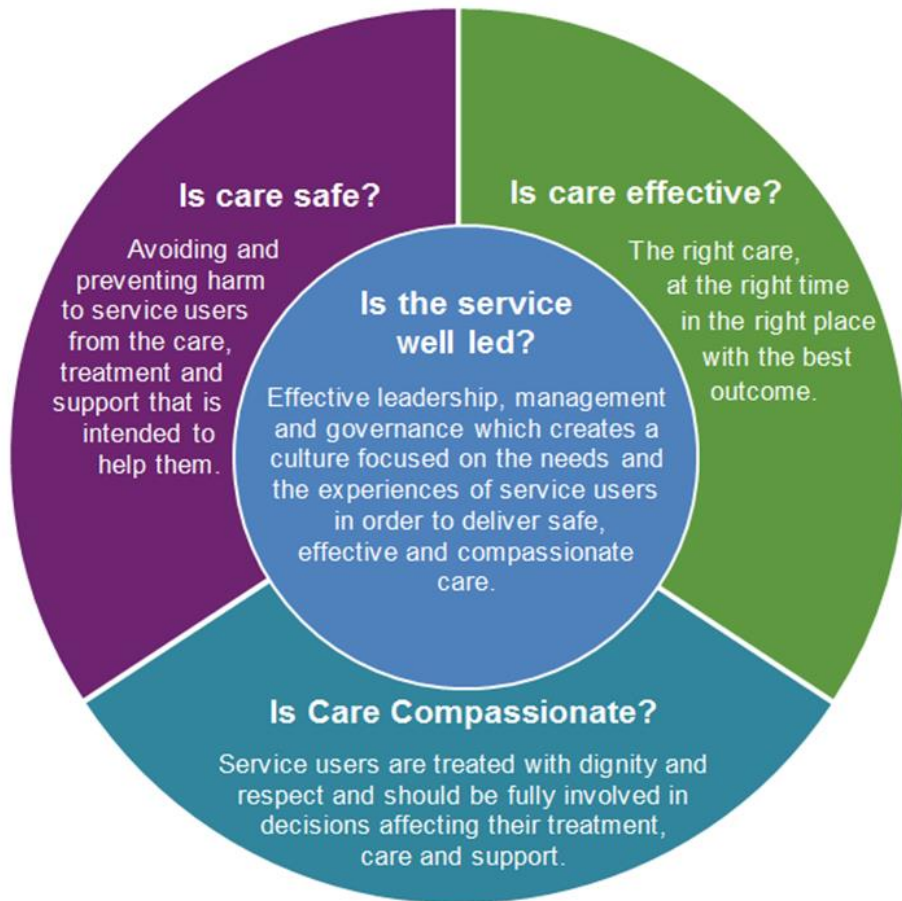 Is care safe?
Avoiding and
preventing harm
to service users
from the care,
treatment and
support that is
intended to
help them.
Is care effective?
The right care,
at the right time
in the right place
with the best
outcome.
Is the service
well led?
Effective leadership, management
and governance which creates a
culture focused on the needs and
the experiences of service users
in order to deliver safe,
effective and compassionate
care.
Is Care Compassionate?
Service users are treated with dignity and
respect and should be fully involved in
decisions affecting their treatment,
care and support.